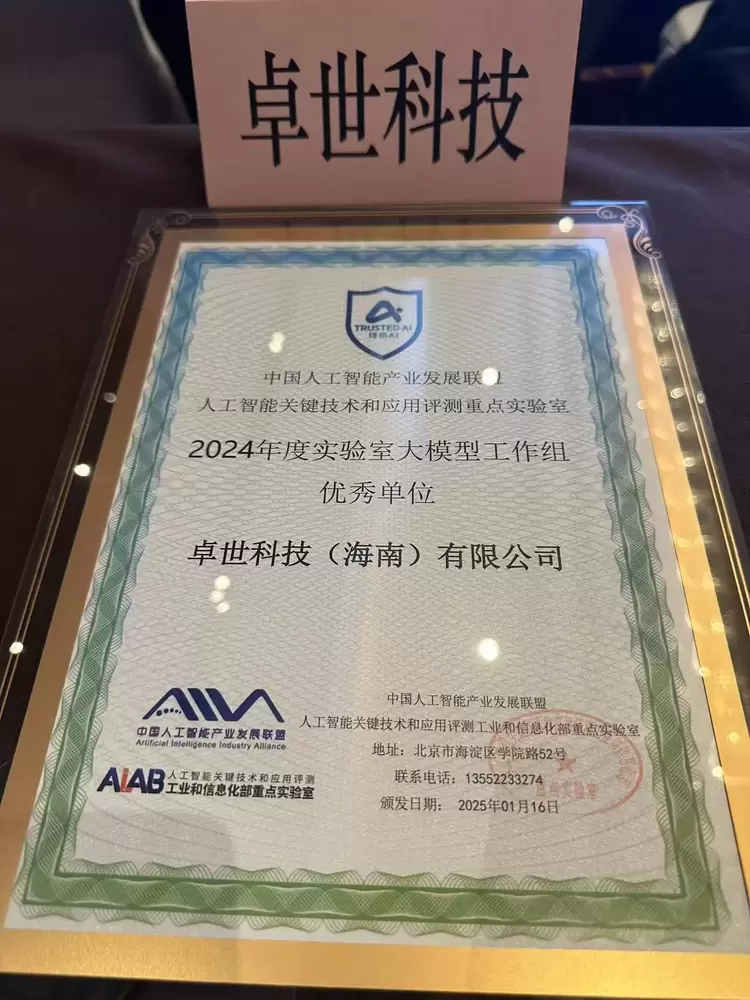 卓世科技
TRUSTED AI
可信AI
中国人工智能产业发展联盟
人工智能关键技术和应用评测重点实验室
2024年度实验室大模型工作组
优秀单位
卓世科技（海南）有限公司
AIIA
中国人工智能产业发展联盟
Artificial Intelligence Industry Alliance
AILAB
人工智能关键技术和应用评测
工业和信息化部重点实验室
中国人工智能产业发展联盟
人工智能关键技术和应用评测工业和信息化部重点实验室
地址：北京市海淀区学院路52号
联系电话：13552233274
颁发日期： 2025年01月16日
重点实验室